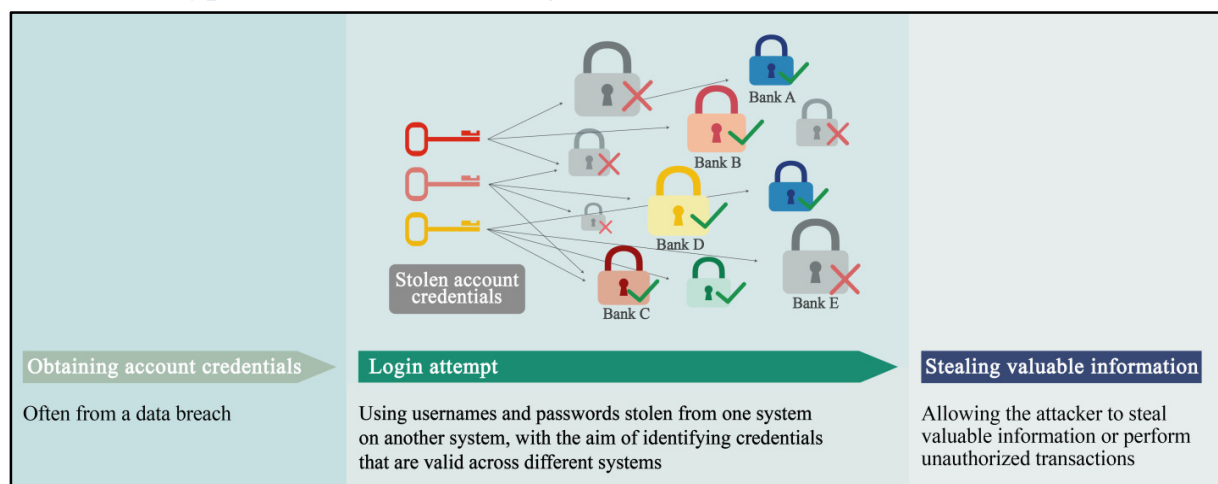 Bank A
Bank B
Bank D
Stolen account
credentials
Bank C
Bank E
Obtaining account credentials
Login attempt
Stealing valuable information
Often from a data breach
Using usernames and passwords stolen from one system
on another system, with the aim of identifying credentials
that are valid across different systems
Allowing the attacker to steal
valuable information or perform
unauthorized transactions